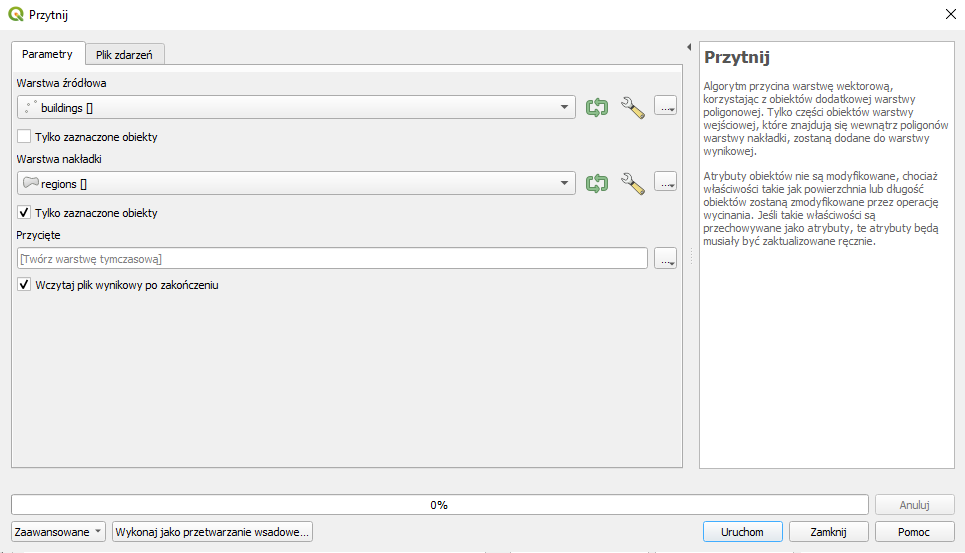 Przytnij
Parametry
Plik zdarzeń
Warstwa źródłowa
buildings []
...
Tylko zaznaczone obiekty
Warstwa nakładki
regions []
...
Tylko zaznaczone obiekty
Przycięte
[Twórz warstwę tymczasową]
...
Wczytaj plik wynikowy po zakończeniu
Przytnij
Algorytm przycina warstwę wektorową,
korzystając z obiektów dodatkowej warstwy
poligonowej. Tylko części obiektów warstwy
wejściowej, które znajdują się wewnątrz poligonów
warstwy nakładki, zostaną dodane do warstwy
wynikowej.
Atrybuty obiektów nie są modyfikowane, chociaż
właściwości takie jak powierzchnia lub długość
obiektów zostaną zmodyfikowane przez operację
wycinania. Jeśli takie właściwości są
przechowywane jako atrybuty, te atrybuty będą
musiały być zaktualizowane ręcznie.
0%
Anuluj
Zaawansowane
Wykonaj jako przetwarzanie wsadowe...
Uruchom
Zamknij
Pomoc